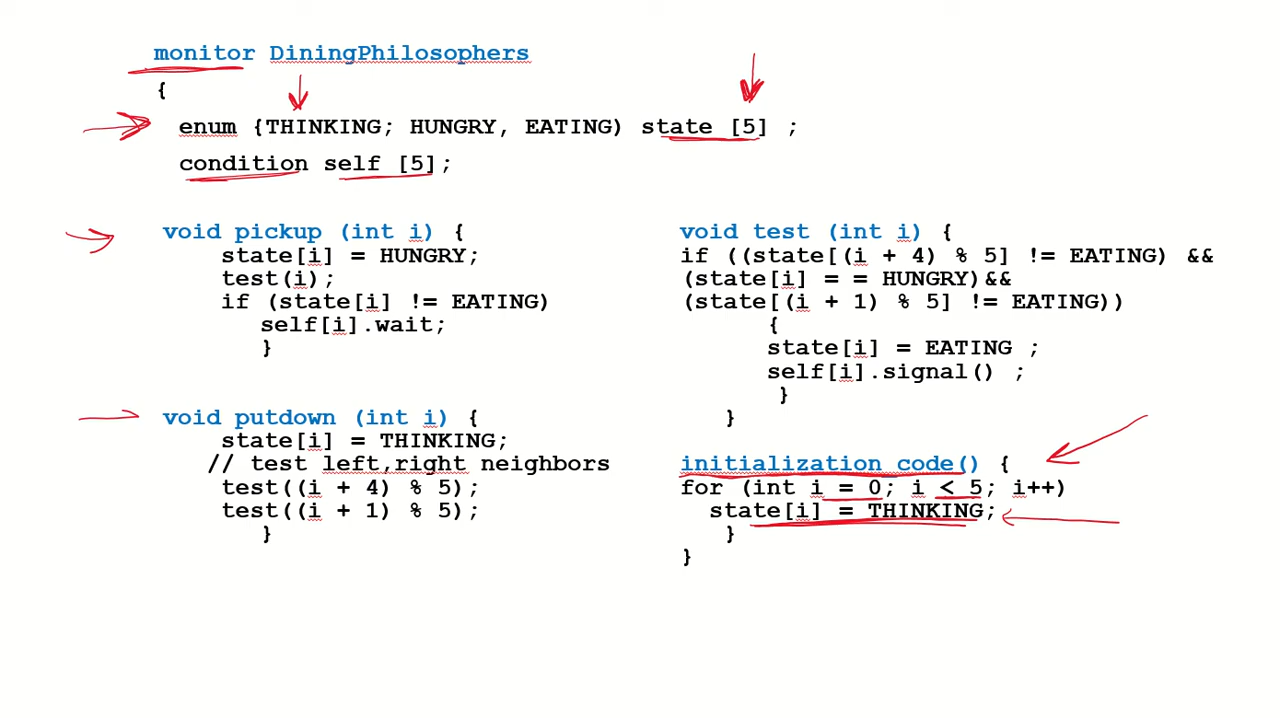 monitor DiningPhilosophers
{
enum {THINKING; HUNGRY, EATING) state [5] ;
condition self [5];
void pickup (int i) {
state[i] = HUNGRY;
test(i);
if (state[i] != EATING)
self[i].wait;
}
void putdown (int i) {
state[i] = THINKING;
// test left,right neighbors
test((i + 4) % 5);
test((i + 1) % 5);
}
void test (int i) {
if ((state[(i + 4) % 5] != EATING) &&
(state[i] = = HUNGRY)&&
(state[(i + 1) % 5] != EATING))
{
state[i] = EATING ;
self[i].signal() ;
}
}
initialization code() {
for (int i = 0; i < 5; i++)
state[i] = THINKING;
}
}